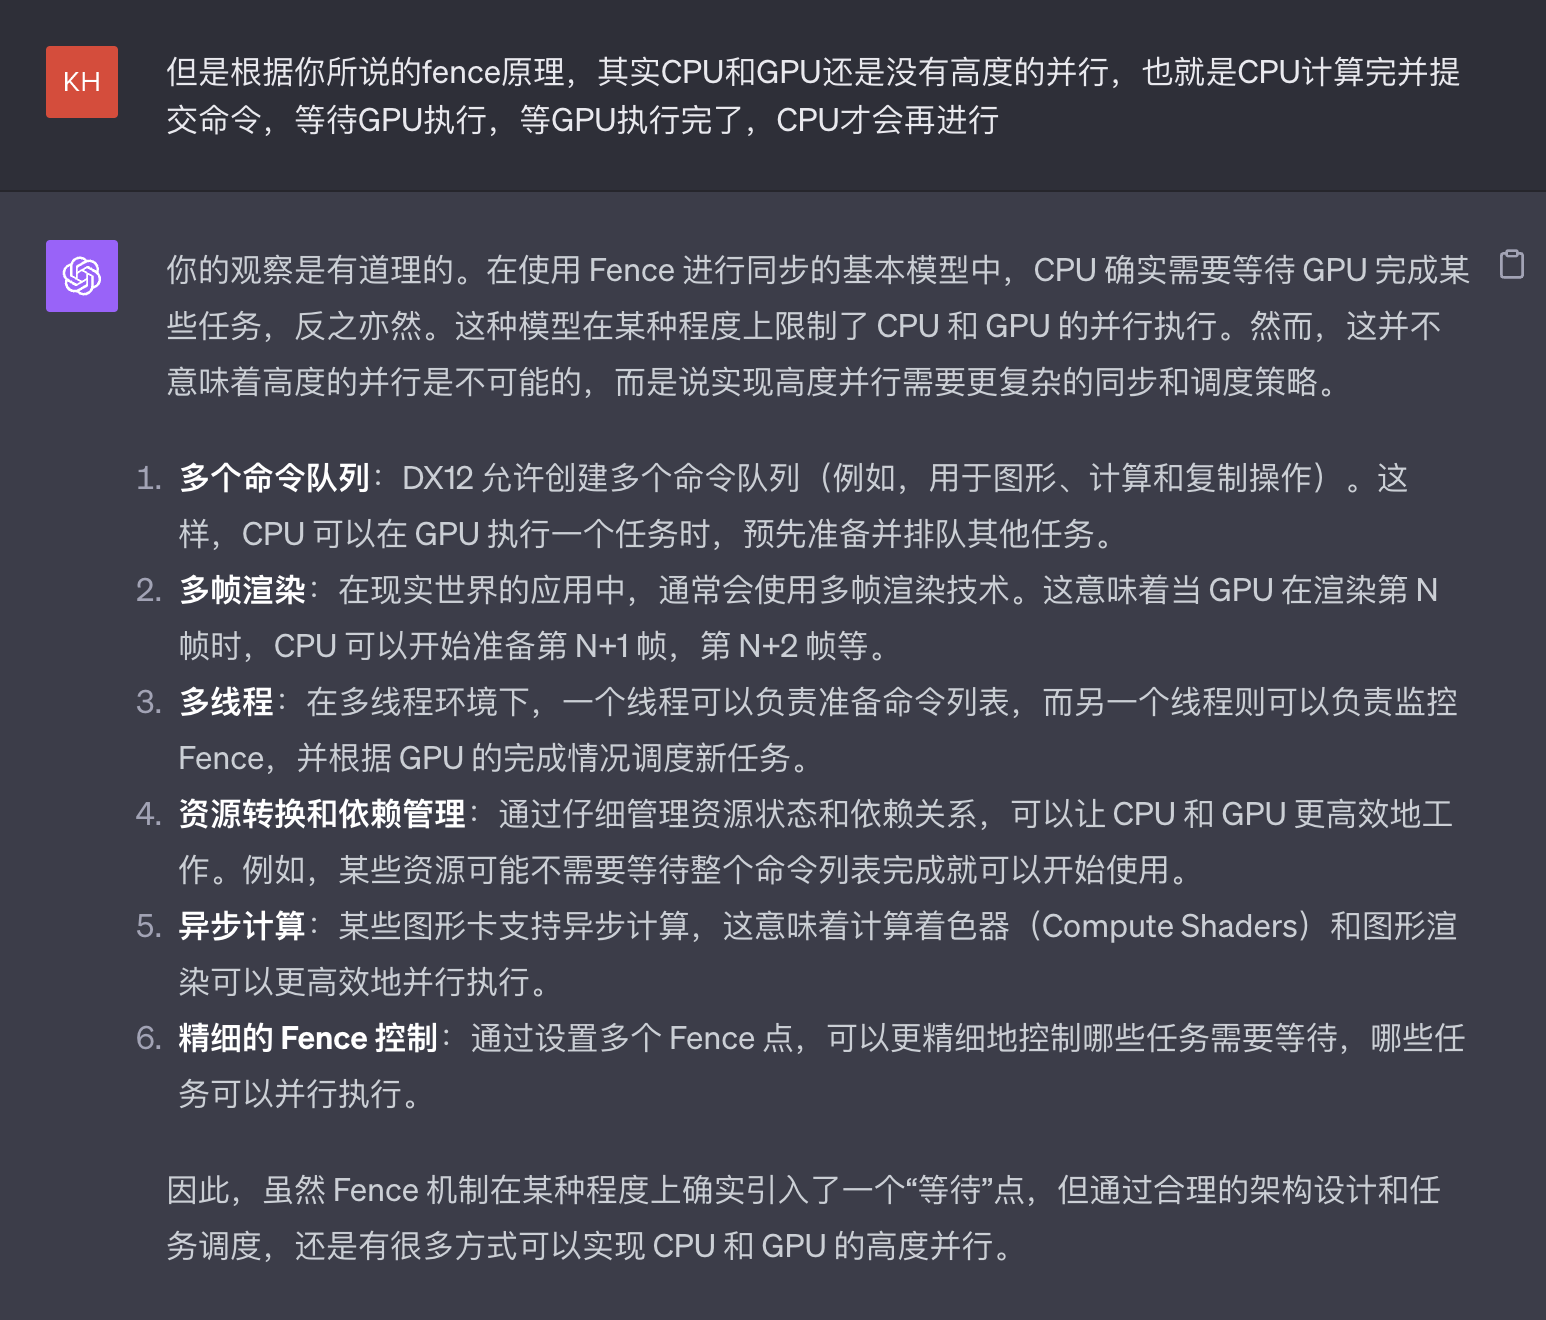 KH
但是根据你所说的fence原理，其实CPU和GPU还是没有高度的并行，也就是CPU计算完并提
交命令，等待GPU执行，等GPU执行完了，CPU才会再进行
你的观察是有道理的。在使用 Fence 进行同步的基本模型中，CPU 确实需要等待 GPU 完成某
些任务，反之亦然。这种模型在某种程度上限制了 CPU 和 GPU 的并行执行。然而，这并不
意味着高度的并行是不可能的，而是说实现高度并行需要更复杂的同步和调度策略。
1. 多个命令队列：DX12 允许创建多个命令队列（例如，用于图形、计算和复制操作）。这
样，CPU 可以在 GPU 执行一个任务时，预先准备并排队其他任务。
2. 多帧渲染：在现实世界的应用中，通常会使用多帧渲染技术。这意味着当 GPU 在渲染第 N
帧时，CPU 可以开始准备第 N+1 帧，第 N+2 帧等。
3. 多线程：在多线程环境下，一个线程可以负责准备命令列表，而另一个线程则可以负责监控
Fence，并根据 GPU 的完成情况调度新任务。
4. 资源转换和依赖管理：通过仔细管理资源状态和依赖关系，可以让 CPU 和 GPU 更高效地工
作。例如，某些资源可能不需要等待整个命令列表完成就可以开始使用。
5. 异步计算：某些图形卡支持异步计算，这意味着计算着色器（Compute Shaders）和图形渲
染可以更高效地并行执行。
6. 精细的 Fence 控制：通过设置多个 Fence 点，可以更精细地控制哪些任务需要等待，哪些任
务可以并行执行。
因此，虽然 Fence 机制在某种程度上确实引入了一个“等待”点，但通过合理的架构设计和任
务调度，还是有很多方式可以实现 CPU 和 GPU 的高度并行。